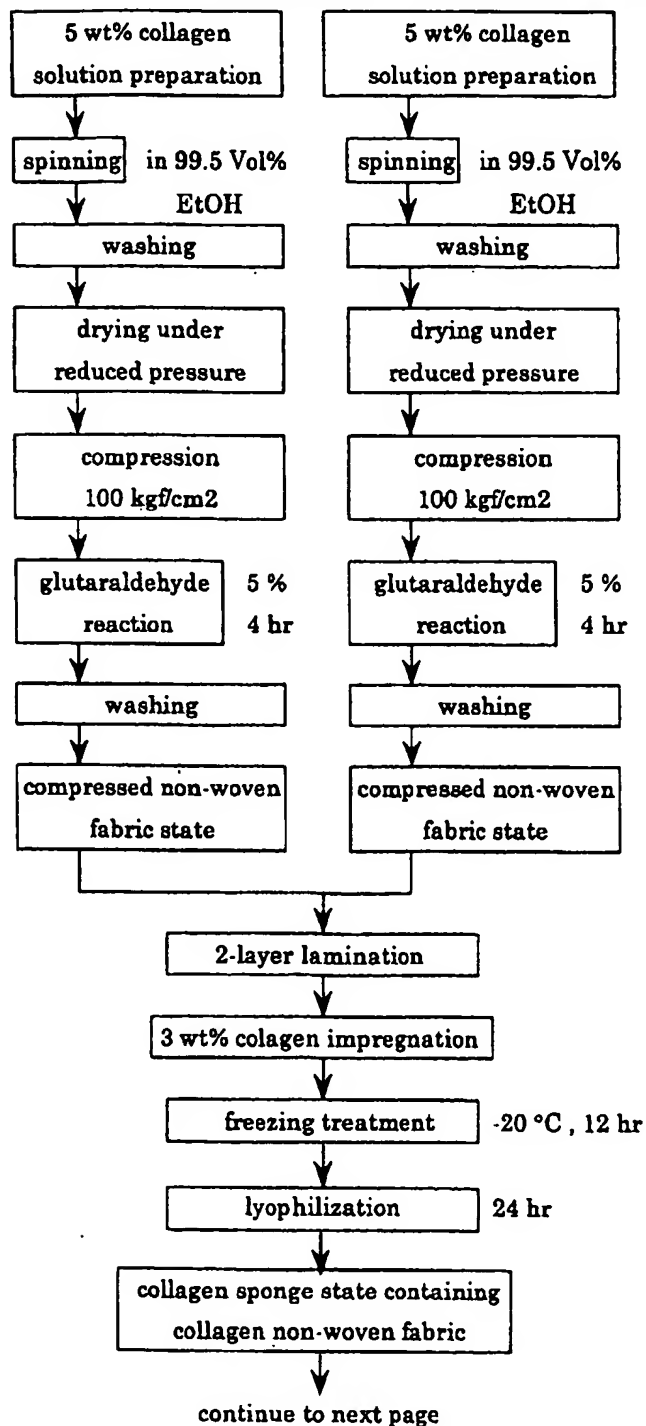 5 wt% collagen
solution preparation
spinning in 99.5 Vol%
EtOH
washing
drying under
reduced pressure
compression
100 kgf/cm2
glutaraldehyde 5 %
reaction 4 hr
washing
compressed non-woven
fabric state
5 wt% collagen
solution preparation
spinning in 99.5 Vol%
EtOH
washing
drying under
reduced pressure
compression
100 kgf/cm2
glutaraldehyde 5 %
reaction 4 hr
washing
compressed non-woven
fabric state
2-layer lamination
3 wt% colagen impregnation
freezing treatment -20 °C , 12 hr
lyophilization 24 hr
collagen sponge state containing
collagen non-woven fabric
continue to next page